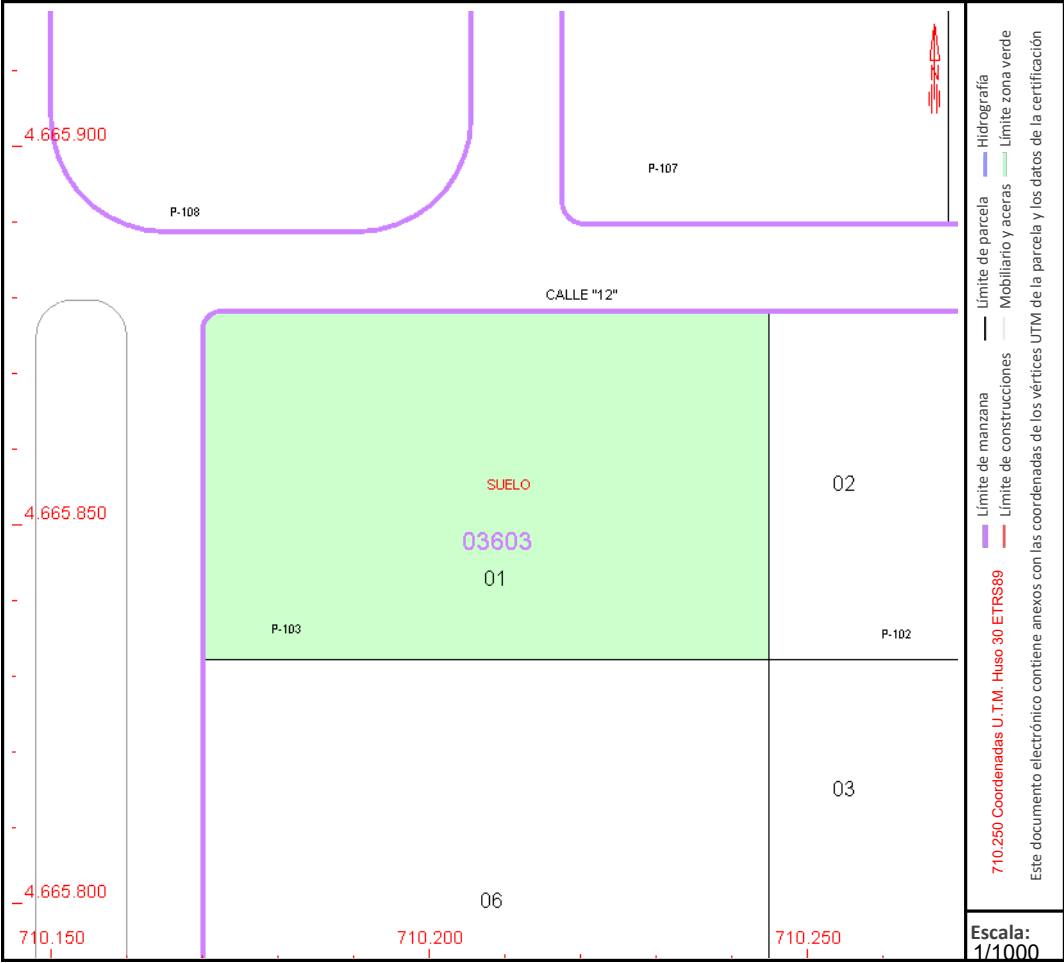 4.665.900
P-107
P-108
CALLE "12"
SUELO
02
4.665.850
03603
01
P-103
P-102
03
4.665.800
06
710.150
710.200
710.250
N
Límite de manzana
Límite de parcela
Hidrografía
710.250 Coordenadas U.T.M. Huso 30 ETRS89
Límite de construcciones
Mobiliario y aceras
Límite zona verde
Este documento electrónico contiene anexos con las coordenadas de los vértices UTM de la parcela y los datos de la certificación
Escala:
1/1000